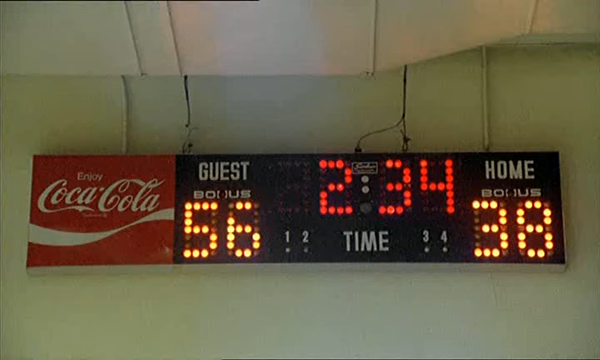 Enjoy
Coca-Cola
GUEST
BONUS
56
2:34
1 2
TIME
3 4
HOME
BONUS
38